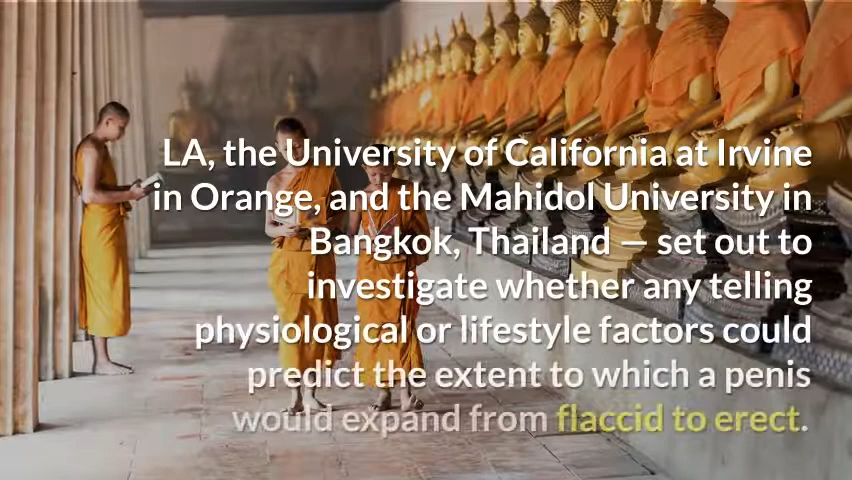 LA, the University of California at Irvine
in Orange, and the Mahidol University in
Bangkok, Thailand — set out to
investigate whether any telling
physiological or lifestyle factors could
predict the extent to which a penis
would expand from flaccid to erect.